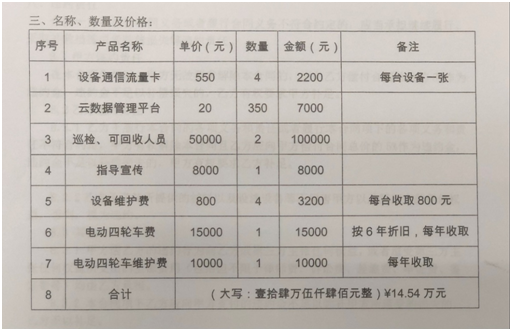 三、名称、数量及价格：
序号 产品名称 单价（元） 数量 金额（元） 备注
1 设备通信流量卡 550 4 2200 每台设备一张
2 云数据管理平台 20 350 7000
3 巡检、可回收人员 50000 2 100000
4 指导宣传 8000 1 8000
5 设备维护费 800 4 3200 每台收取 800 元
6 电动四轮车费 15000 1 15000 按 6 年折旧，每年收取
7 电动四轮车维护费 10000 1 10000 每年收取
8 合计 （大写：壹拾肆万伍仟肆佰元整）¥14.54 万元